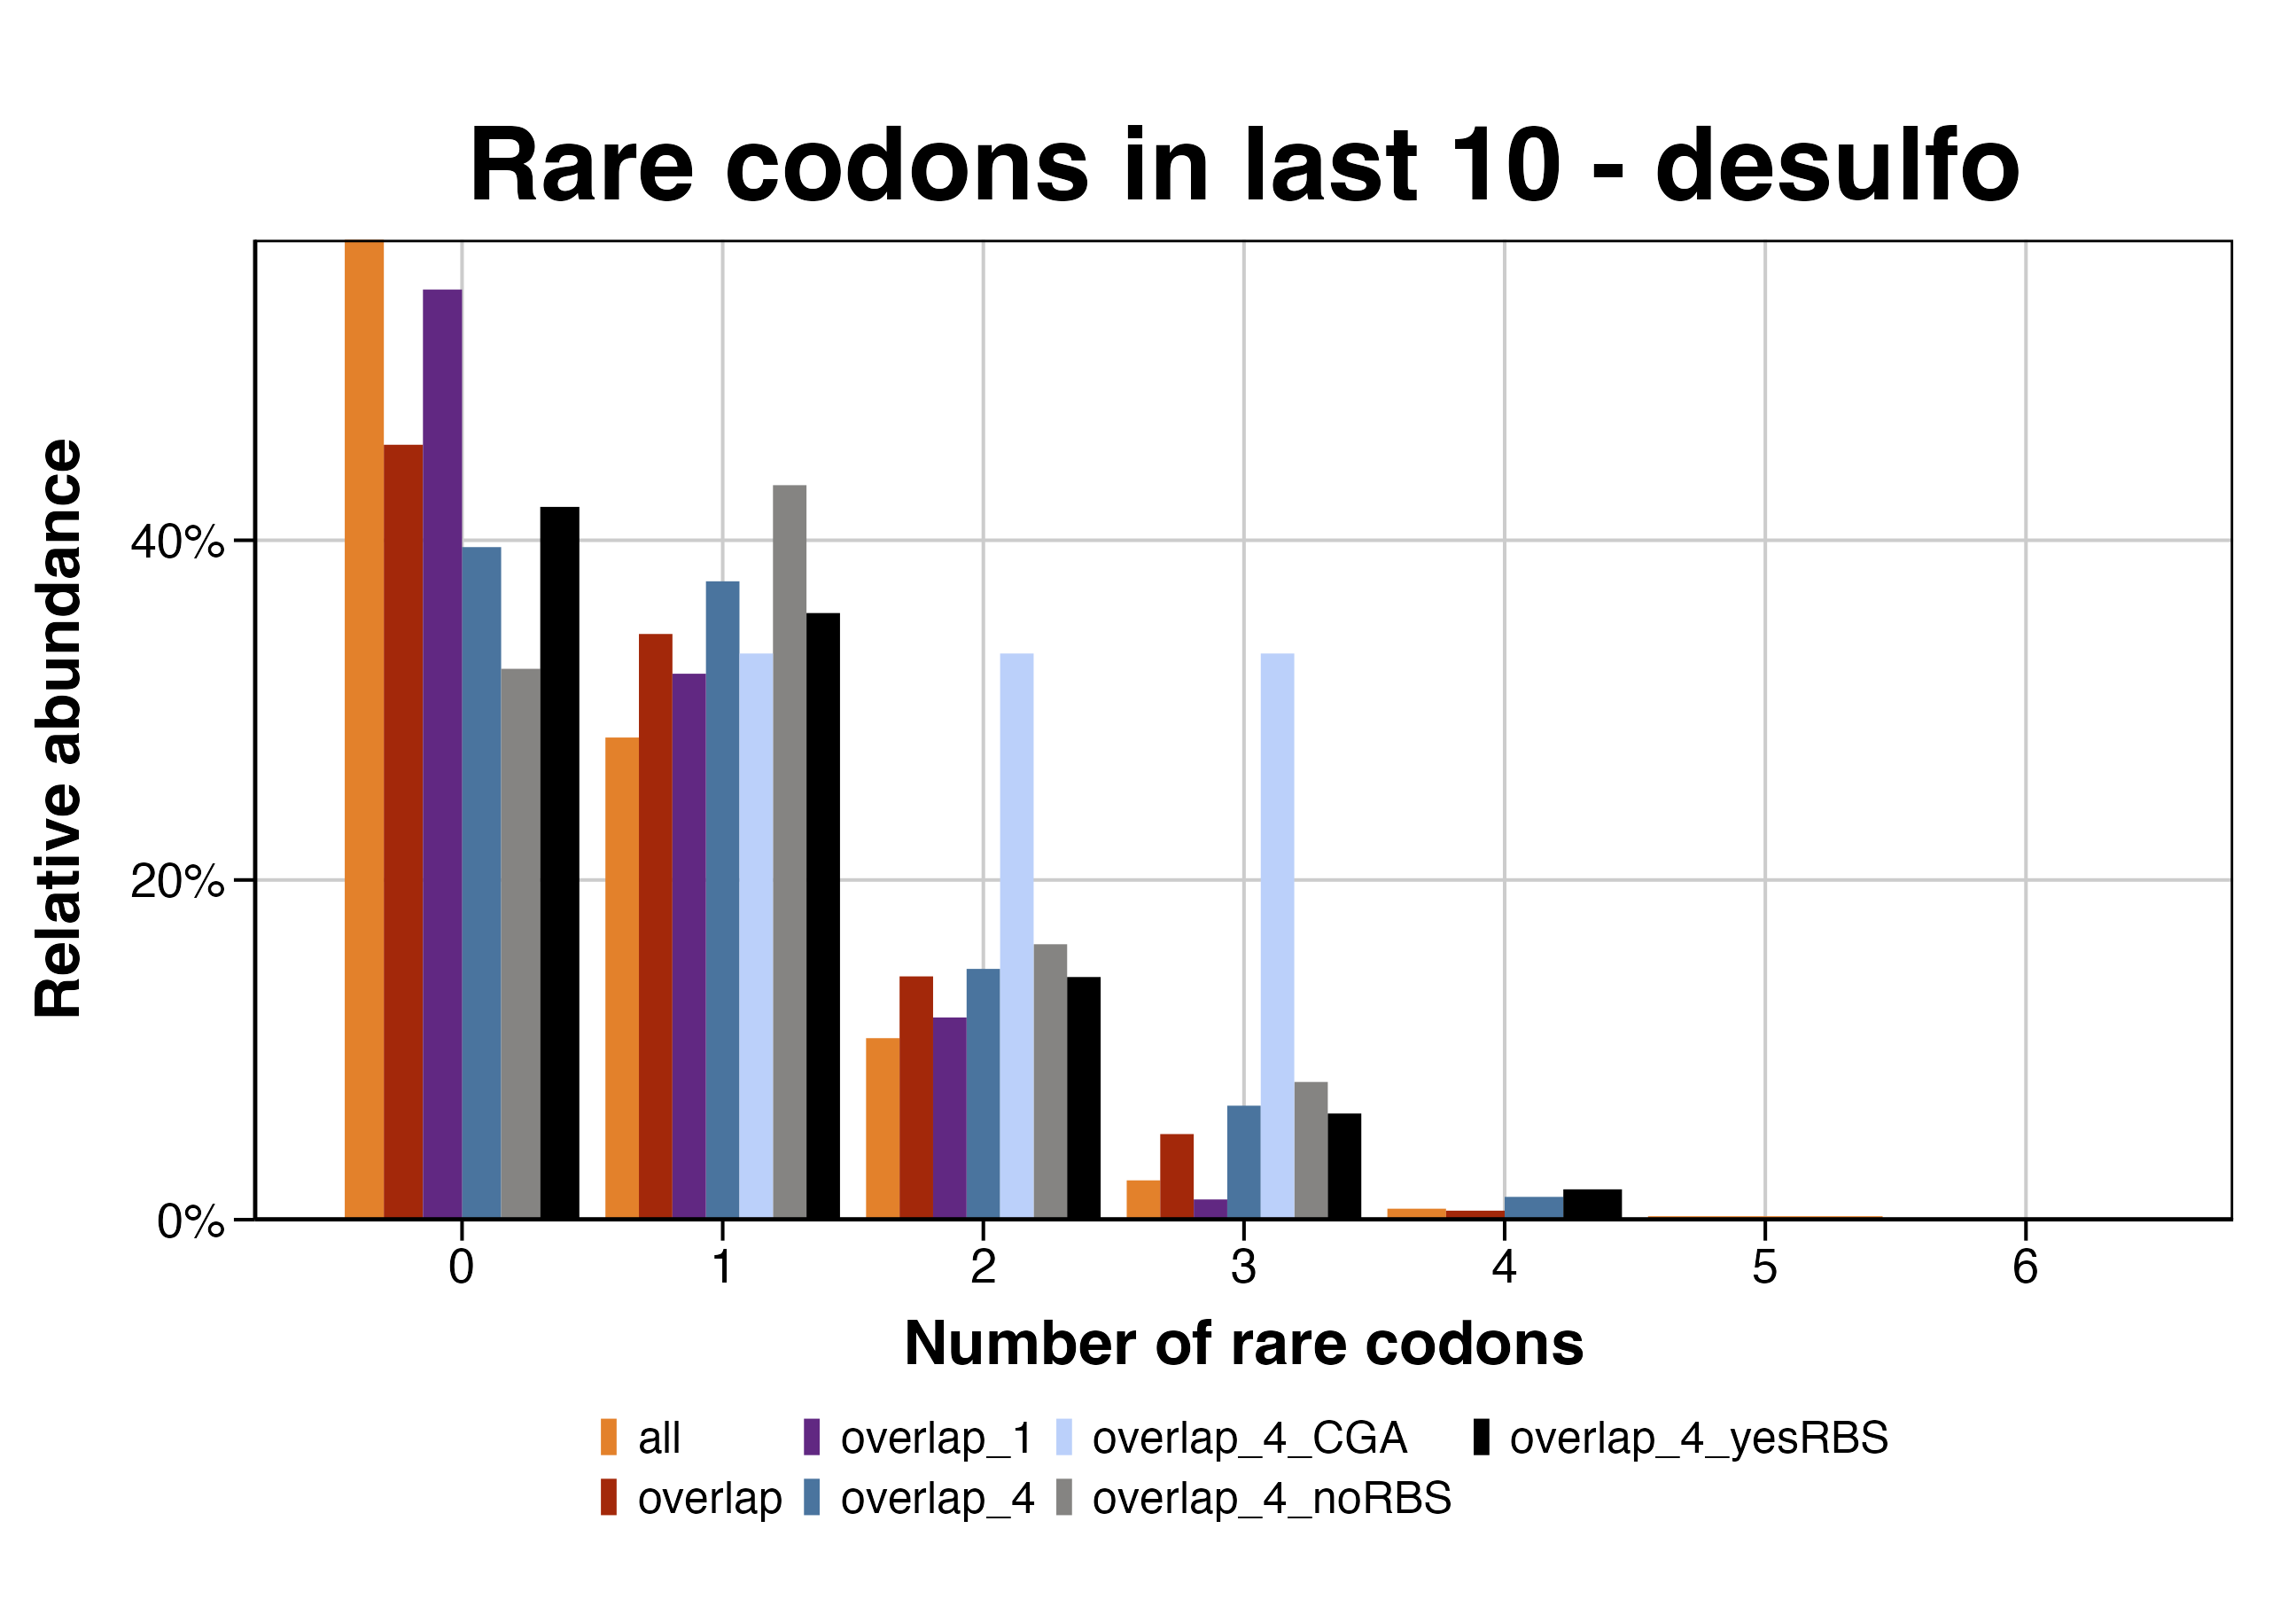 Rare codons in last 10 - desulfo
Relative abundance
40%
20%
0%
0 1 2 3 4 5 6
Number of rare codons
all overlap_1 overlap_4_CGA overlap_4_yesRBS
overlap overlap_4 overlap_4_noRBS